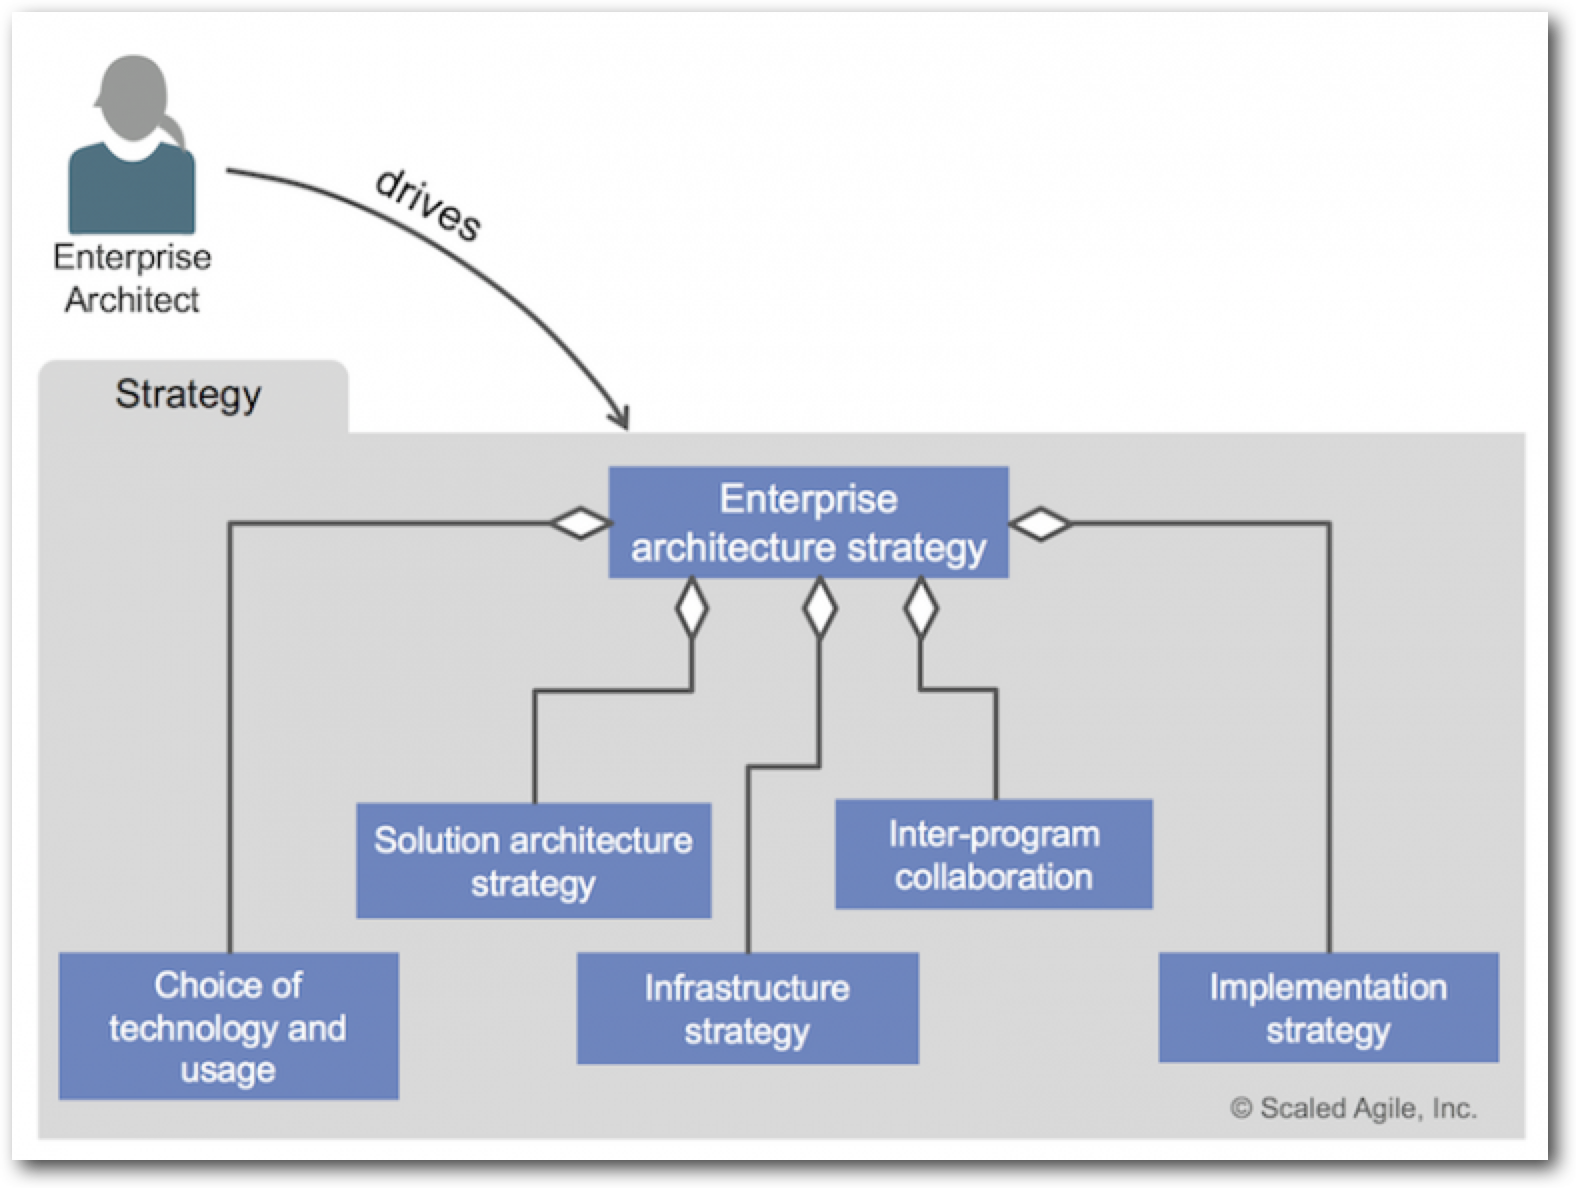 drives
Enterprise
Architect
Strategy
Enterprise
architecture strategy
Solution architecture
strategy
Inter-program
collaboration
Choice of
technology and
usage
Infrastructure
strategy
Implementation
strategy
© Scaled Agile, Inc.